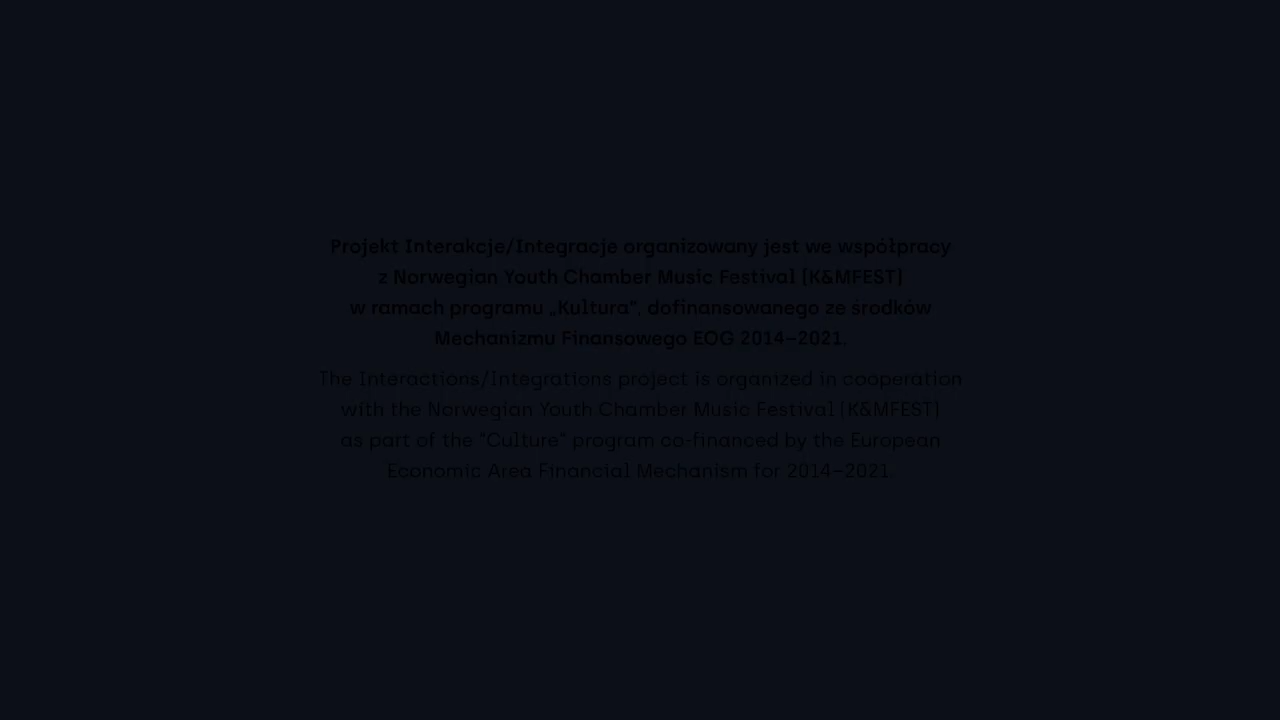 Projekt Interakcje/Integracje organizowany jest we współpracy
z Norwegian Youth Chamber Music Festival (K&MFEST)
w ramach programu „Kultura”, dofinansowanego ze środków
Mechanizmu Finansowego EOG 2014–2021.
The Interactions/Integrations project is organized in cooperation
with the Norwegian Youth Chamber Music Festival (K&MFEST)
as part of the "Culture" program co-financed by the European
Economic Area Financial Mechanism for 2014–2021.